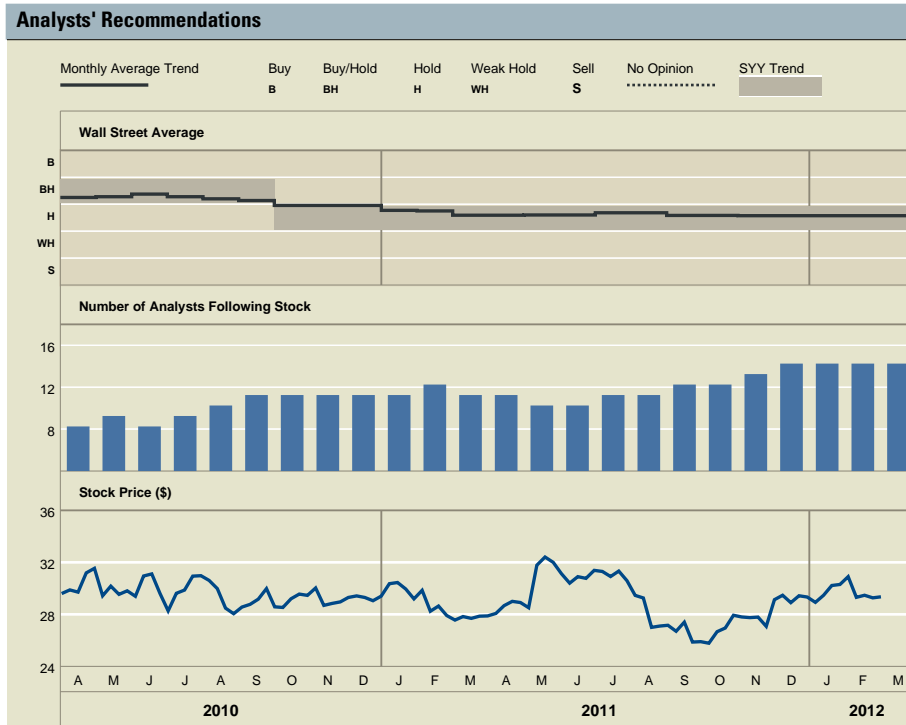 Analysts' Recommendations
Monthly Average Trend Buy Buy/Hold Hold Weak Hold Sell No Opinion SYY Trend
B BH H WH S
Wall Street Average
B
BH
H
WH
S
Number of Analysts Following Stock
16
12
8
Stock Price ($)
36
32
28
24
A M J J A S O N D J F M A M J J A S O N D J F M
2010 2011 2012